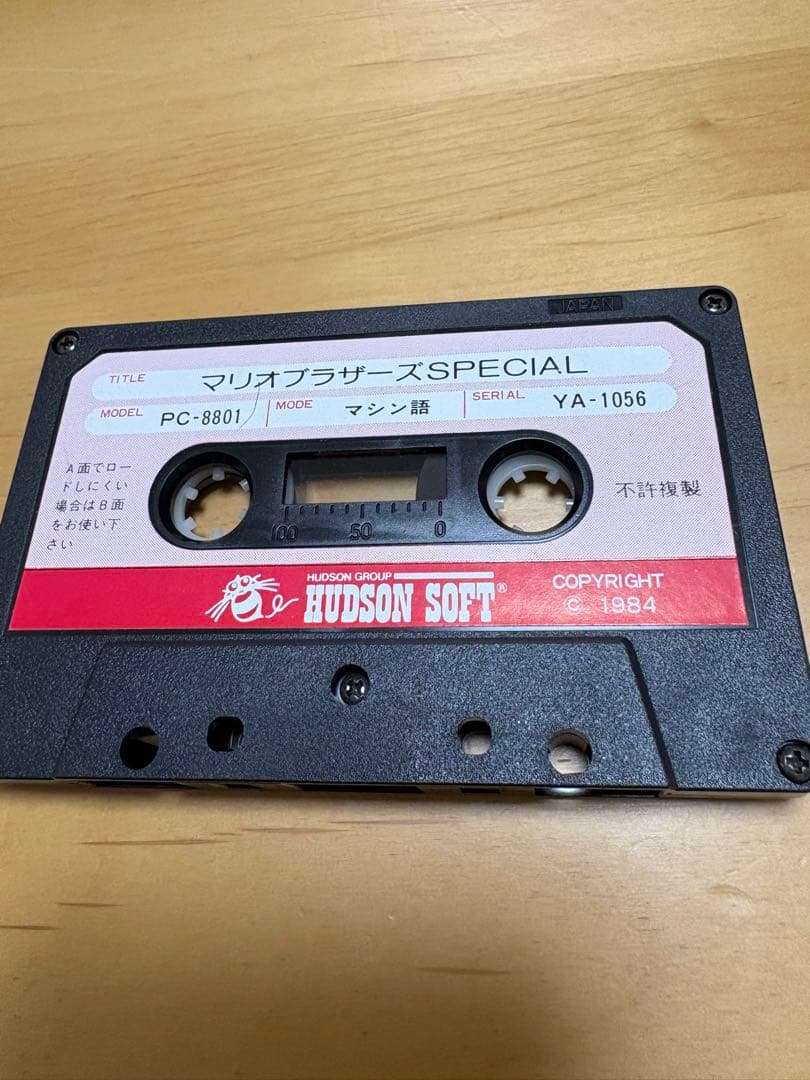 JAPAN
TITLE マリオブラザーズSPECIAL
MODEL PC-8801 MODE マシン語 SERIAL YA-1056
A面でロー
ドしにくい
場合はB面
をお使い下
さい
100 50 0
不許複製
HUDSON GROUP
HUDSON SOFT®
COPYRIGHT
© 1984